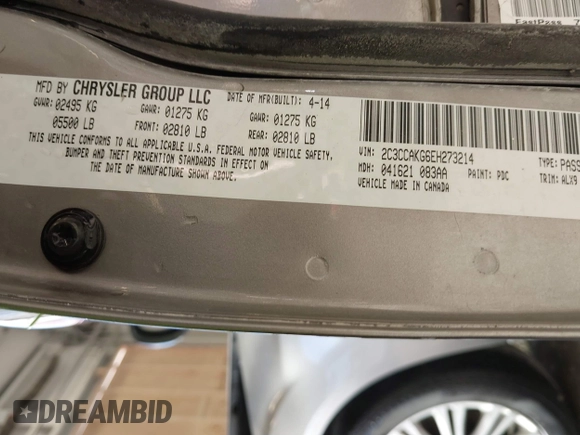 EastPass 7
MFD BY CHRYSLER GROUP LLC DATE OF MFR(BUILT): 4-14
GVWR: 02495 KG GAWR: 01275 KG GAWR: 01275 KG
05500 LB FRONT: 02810 LB REAR: 02810 LB
THIS VEHICLE CONFORMS TO ALL APPLICABLE U.S.A. FEDERAL MOTOR VEHICLE SAFETY,
BUMPER AND THEFT PREVENTION STANDARDS IN EFFECT ON
THE DATE OF MANUFACTURE SHOWN ABOVE.
VIN: 2C3CCAKG6EH273214 TYPE: PASS
MDH: 041621 083AA PAINT: PDC TRIM: ALX9
VEHICLE MADE IN CANADA
DREAMBID